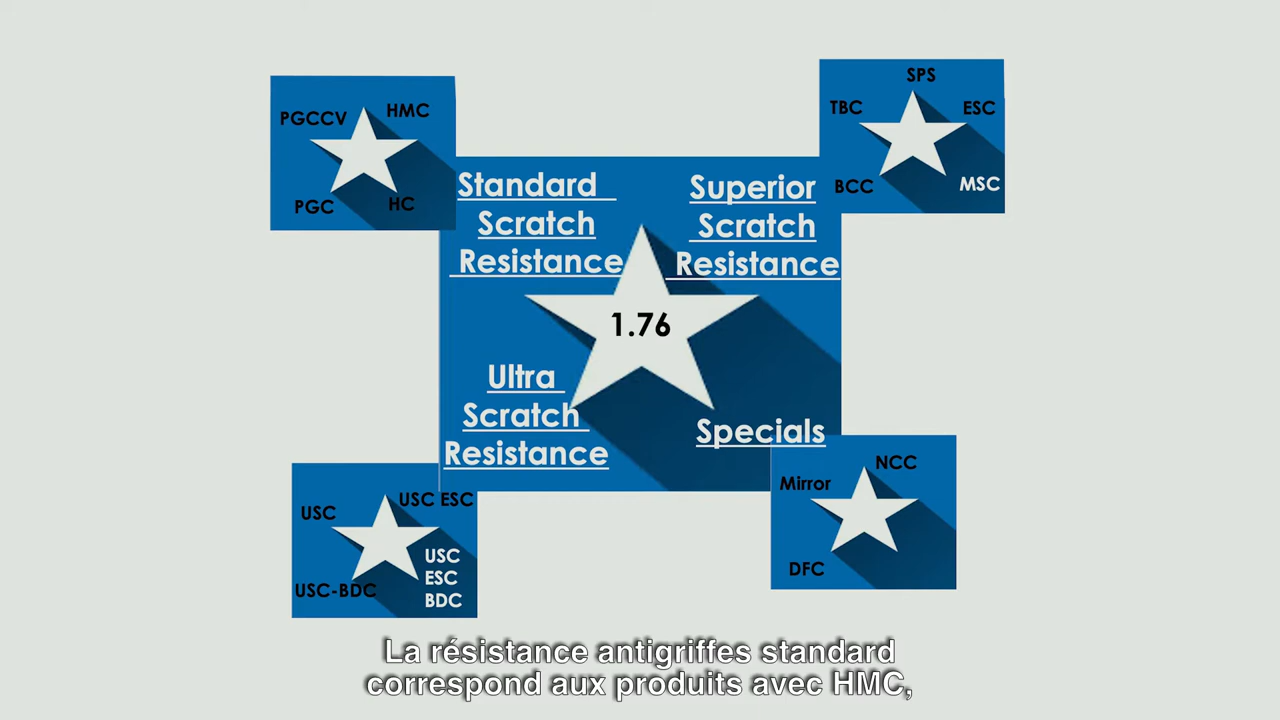 PGCCV
HMC
PGC
HC
SPS
TBC
ESC
BCC
MSC
Standard
Scratch
Resistance
Superior
Scratch
Resistance
1.76
Ultra
Scratch
Resistance
Specials
USC
USC ESC
USC-BDC
USC
ESC
BDC
NCC
Mirror
DFC
La résistance antigriffes standard
correspond aux produits avec HMC,